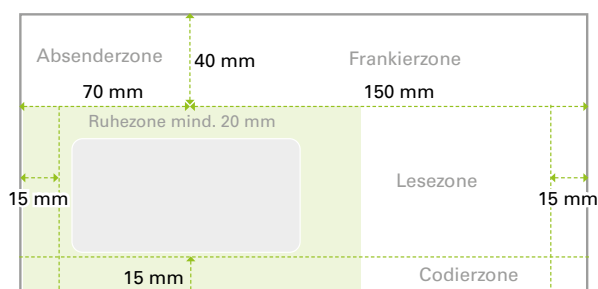 Absenderzone
40 mm
Frankierzone
70 mm
150 mm
Ruhezone mind. 20 mm
Lesezone
15 mm
15 mm
15 mm
Codierzone